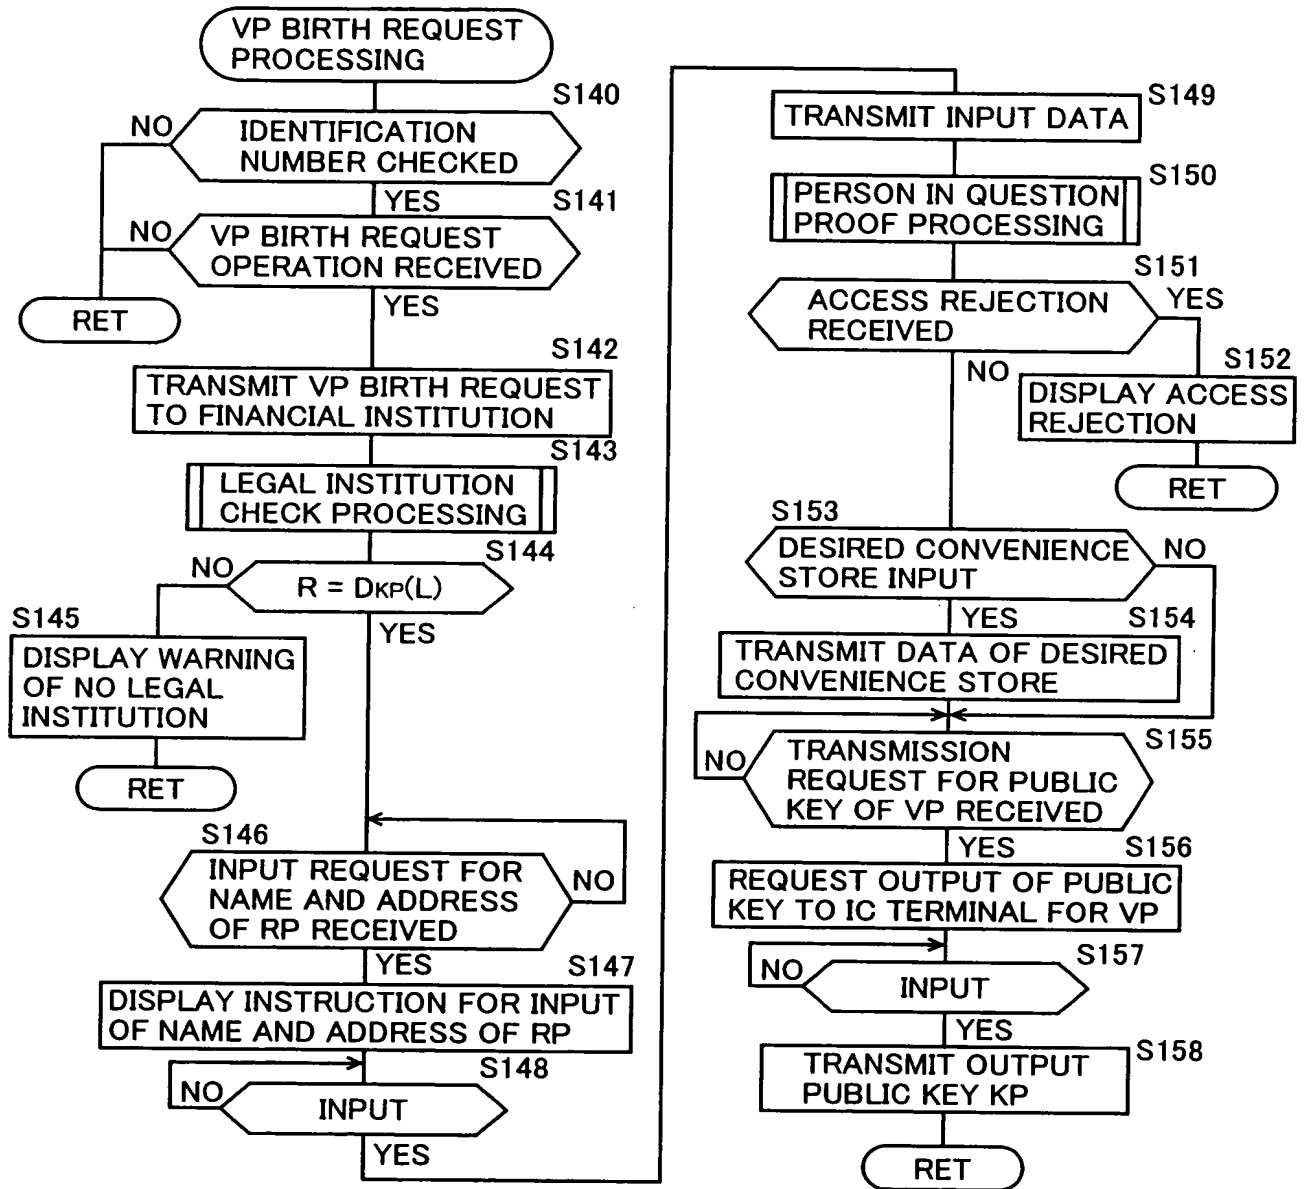 VP BIRTH REQUEST
PROCESSING
S140
NO
IDENTIFICATION
NUMBER CHECKED
YES
S141
NO
VP BIRTH REQUEST
OPERATION RECEIVED
YES
RET
S142
TRANSMIT VP BIRTH REQUEST
TO FINANCIAL INSTITUTION
S143
LEGAL INSTITUTION
CHECK PROCESSING
S144
NO
R = DKP(L)
YES
S145
DISPLAY WARNING
OF NO LEGAL
INSTITUTION
RET
S146
INPUT REQUEST FOR
NAME AND ADDRESS
OF RP RECEIVED
NO
YES
S147
DISPLAY INSTRUCTION FOR INPUT
OF NAME AND ADDRESS OF RP
S148
NO
INPUT
YES
S149
TRANSMIT INPUT DATA
S150
PERSON IN QUESTION
PROOF PROCESSING
S151
ACCESS REJECTION
RECEIVED
YES
NO
S152
DISPLAY ACCESS
REJECTION
RET
S153
DESIRED CONVENIENCE
STORE INPUT
NO
YES
S154
TRANSMIT DATA OF DESIRED
CONVENIENCE STORE
S155
NO
TRANSMISSION
REQUEST FOR PUBLIC
KEY OF VP RECEIVED
YES
S156
REQUEST OUTPUT OF PUBLIC
KEY TO IC TERMINAL FOR VP
S157
NO
INPUT
YES
S158
TRANSMIT OUTPUT
PUBLIC KEY KP
RET